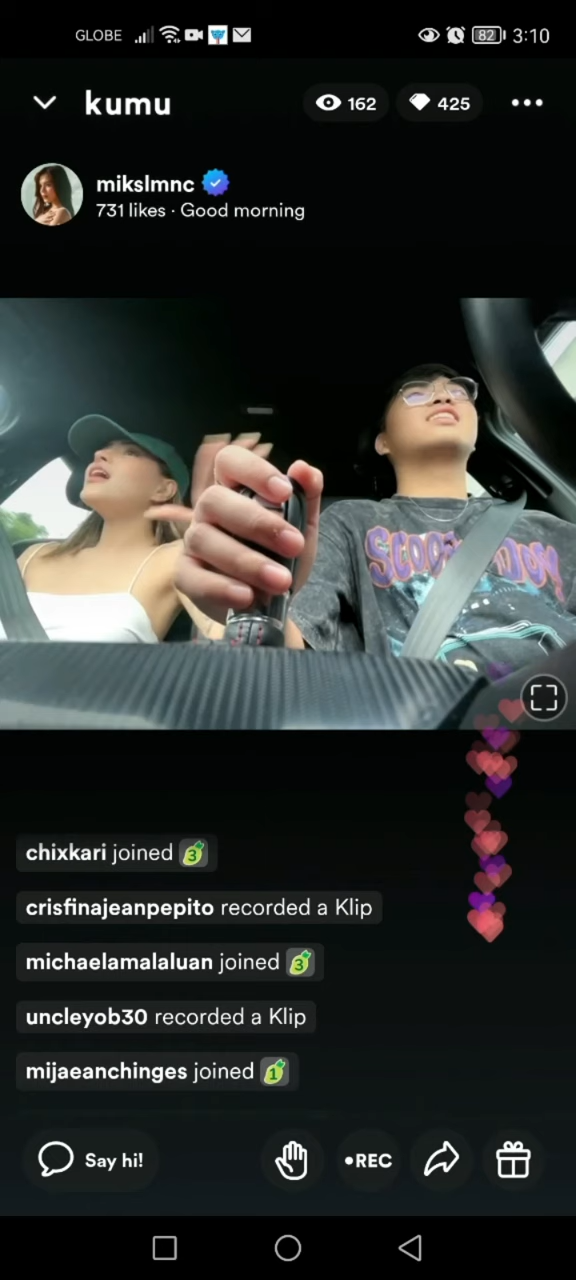 GLOBE 82 3:10
kumu 162 425
mikslmnc
731 likes · Good morning
chixkari joined 3
crisfinajeanpepito recorded a Klip
michaelamalaluan joined 3
uncleyob30 recorded a Klip
mijaeanchinges joined 1
Say hi! •REC